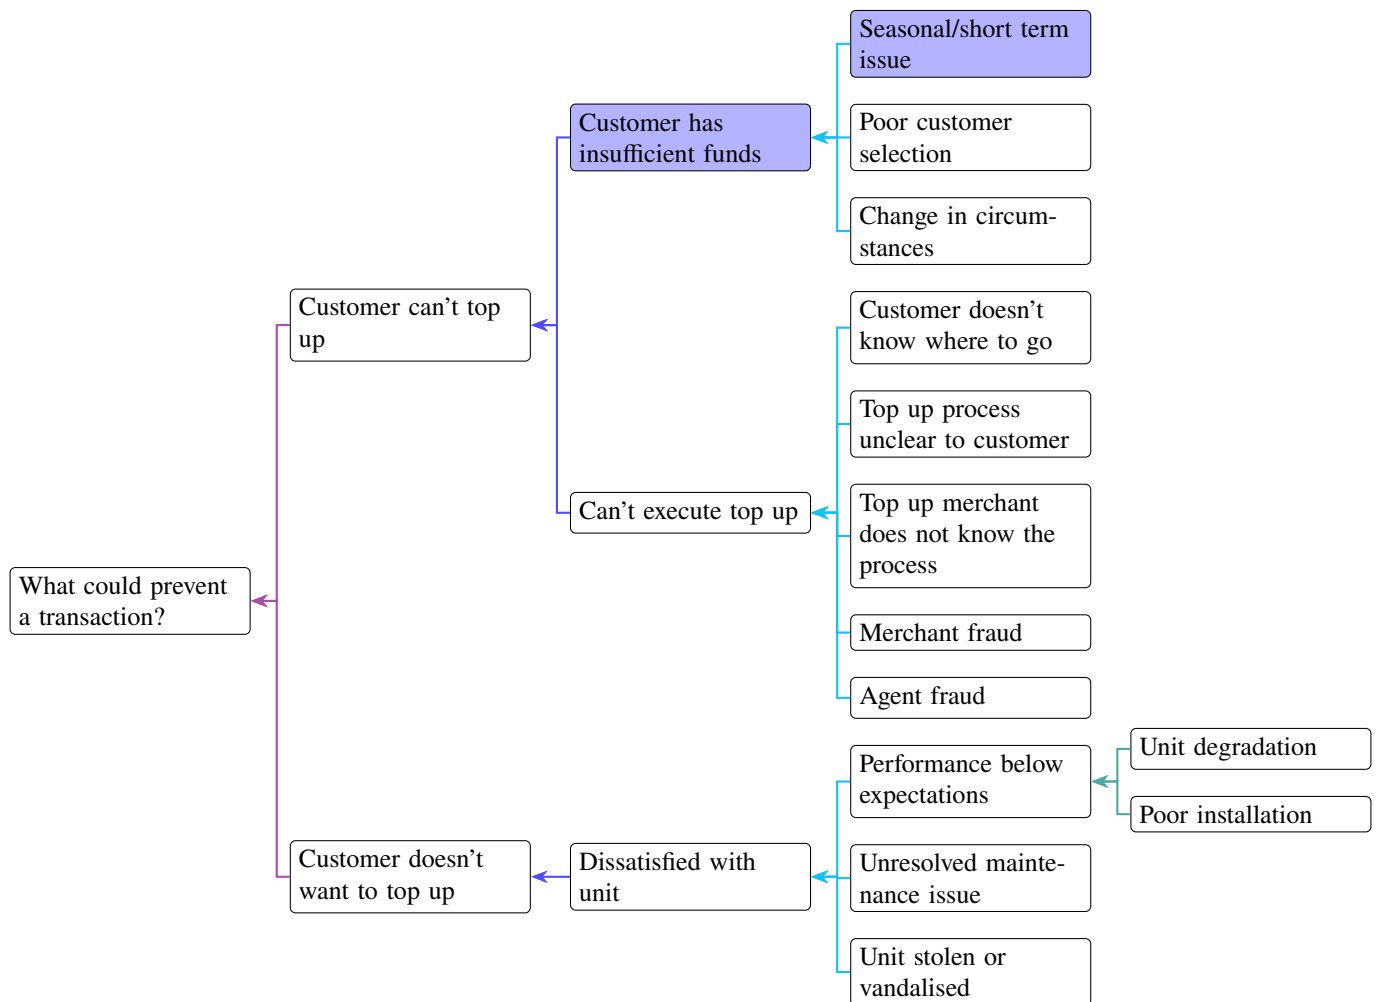 Seasonal/short term
issue
Customer has
insufficient funds
Poor customer
selection
Change in circum-
stances
Customer can't top
up
Customer doesn't
know where to go
Top up process
unclear to customer
Can't execute top up
Top up merchant
does not know the
process
What could prevent
a transaction?
Merchant fraud
Agent fraud
Performance below
expectations
Unit degradation
Poor installation
Customer doesn't
want to top up
Dissatisfied with
unit
Unresolved mainte-
nance issue
Unit stolen or
vandalised